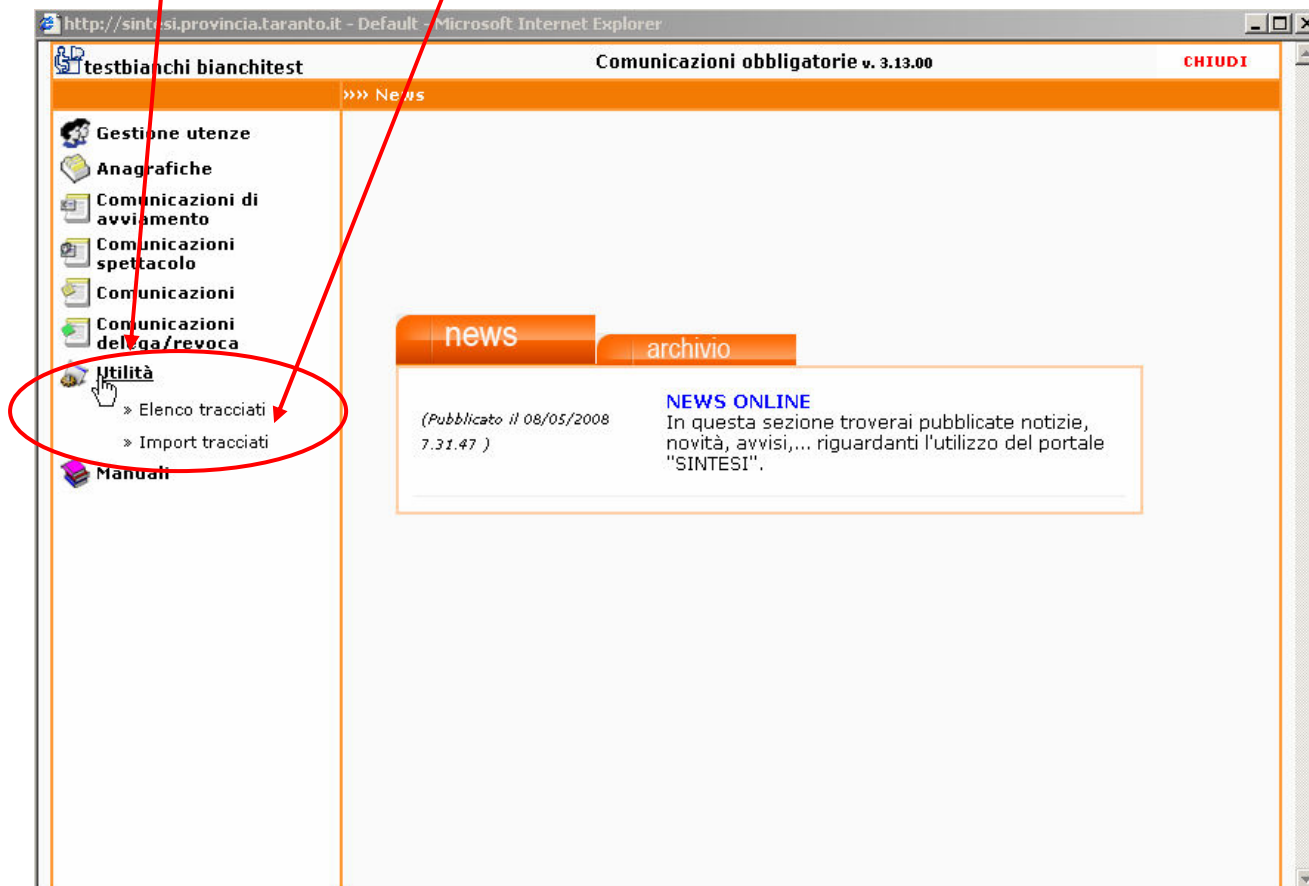 http://sintesi.provincia.taranto.it - Default - Microsoft Internet Explorer
testbianchi bianchitest
Comunicazioni obbligatorie v. 3.13.00
CHIUDI
»»» News
Gestione utenze
Anagrafiche
Comunicazioni di
avviamento
Comunicazioni
spettacolo
Comunicazioni
Comunicazioni
delega/revoca
Utilità
» Elenco tracciati
» Import tracciati
Manuali
news
archivio
(Pubblicato il 08/05/2008
7.31.47 )
NEWS ONLINE
In questa sezione troverai pubblicate notizie,
novità, avvisi,... riguardanti l'utilizzo del portale
"SINTESI".